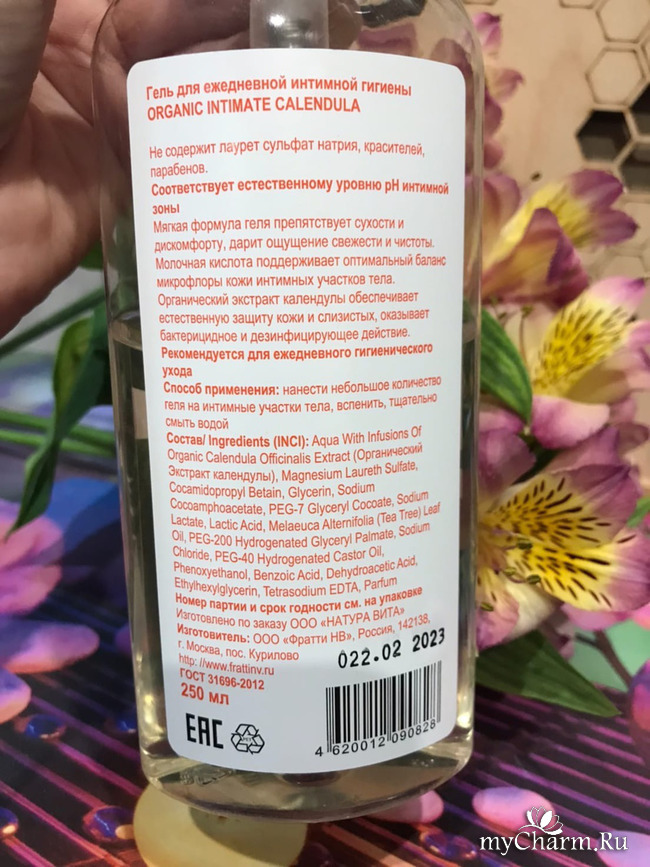 Гель для ежедневной интимной гигиены
ORGANIC INTIMATE CALENDULA
Не содержит лаурет сульфат натрия, красителей,
парабенов.
Соответствует естественному уровню рН интимной
зоны
Мягкая формула геля препятствует сухости и
дискомфорту, дарит ощущение свежести и чистоты.
Молочная кислота поддерживает оптимальный баланс
микрофлоры кожи интимных участков тела.
Органический экстракт календулы обеспечивает
естественную защиту кожи и слизистых, оказывает
бактерицидное и дезинфицирующее действие.
Рекомендуется для ежедневного гигиенического
ухода
Способ применения: нанести небольшое количество
геля на интимные участки тела, вспенить, тщательно
смыть водой
Состав/ Ingredients (INCI): Aqua With Infusions Of
Organic Calendula Officinalis Extract (Органический
Экстракт календулы), Magnesium Laureth Sulfate,
Cocamidopropyl Betain, Glycerin, Sodium
Cocoamphoacetate, PEG-7 Glyceryl Cocoate, Sodium
Lactate, Lactic Acid, Melaeuca Alternifolia (Tea Tree) Leaf
Oil, PEG-200 Hydrogenated Glyceryl Palmate, Sodium
Chloride, PEG-40 Hydrogenated Castor Oil,
Phenoxyethanol, Benzoic Acid, Dehydroacetic Acid,
Ethylhexylglycerin, Tetrasodium EDTA, Parfum
Номер партии и срок годности см. на упаковке
Изготовлено по заказу ООО «НАТУРА ВИТА»
Изготовитель: ООО «Фратти НВ», Россия, 142138,
г. Москва, пос. Курилово
http: //www.frattinv.ru
ГОСТ 31696-2012
250 мл
022.02 2023
EAC
4 620012 090828
myCharm.Ru